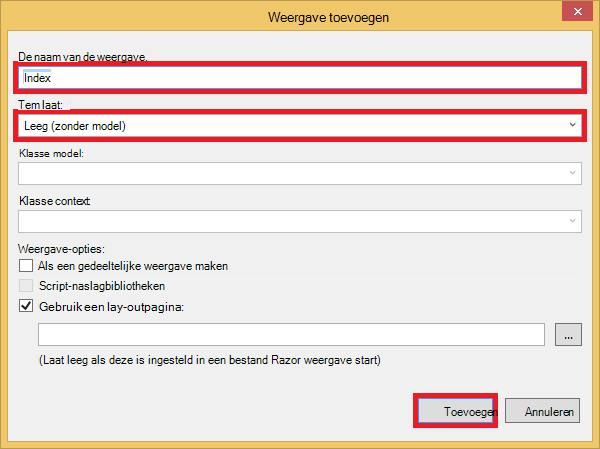 Weergave toevoegen
De naam van de weergave.
Index
Tem laat:
Leeg (zonder model)
Klasse model:
Klasse context:
Weergave-opties:
Als een gedeeltelijke weergave maken
Script-naslagbibliotheken
Gebruik een lay-outpagina:
...
(Laat leeg als deze is ingesteld in een bestand Razor weergave start)
Toevoegen Annuleren